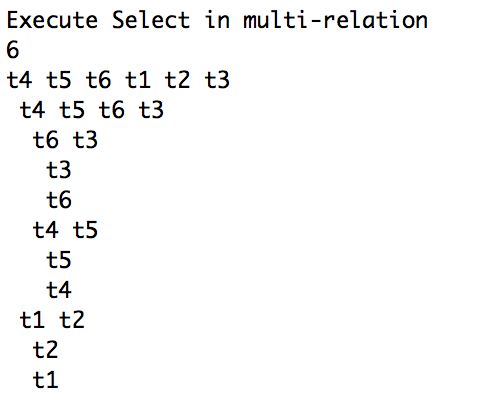 Execute Select in multi-relation
6
t4 t5 t6 t1 t2 t3
 t4 t5 t6 t3
  t6 t3
   t3
   t6
  t4 t5
   t5
   t4
 t1 t2
  t2
  t1